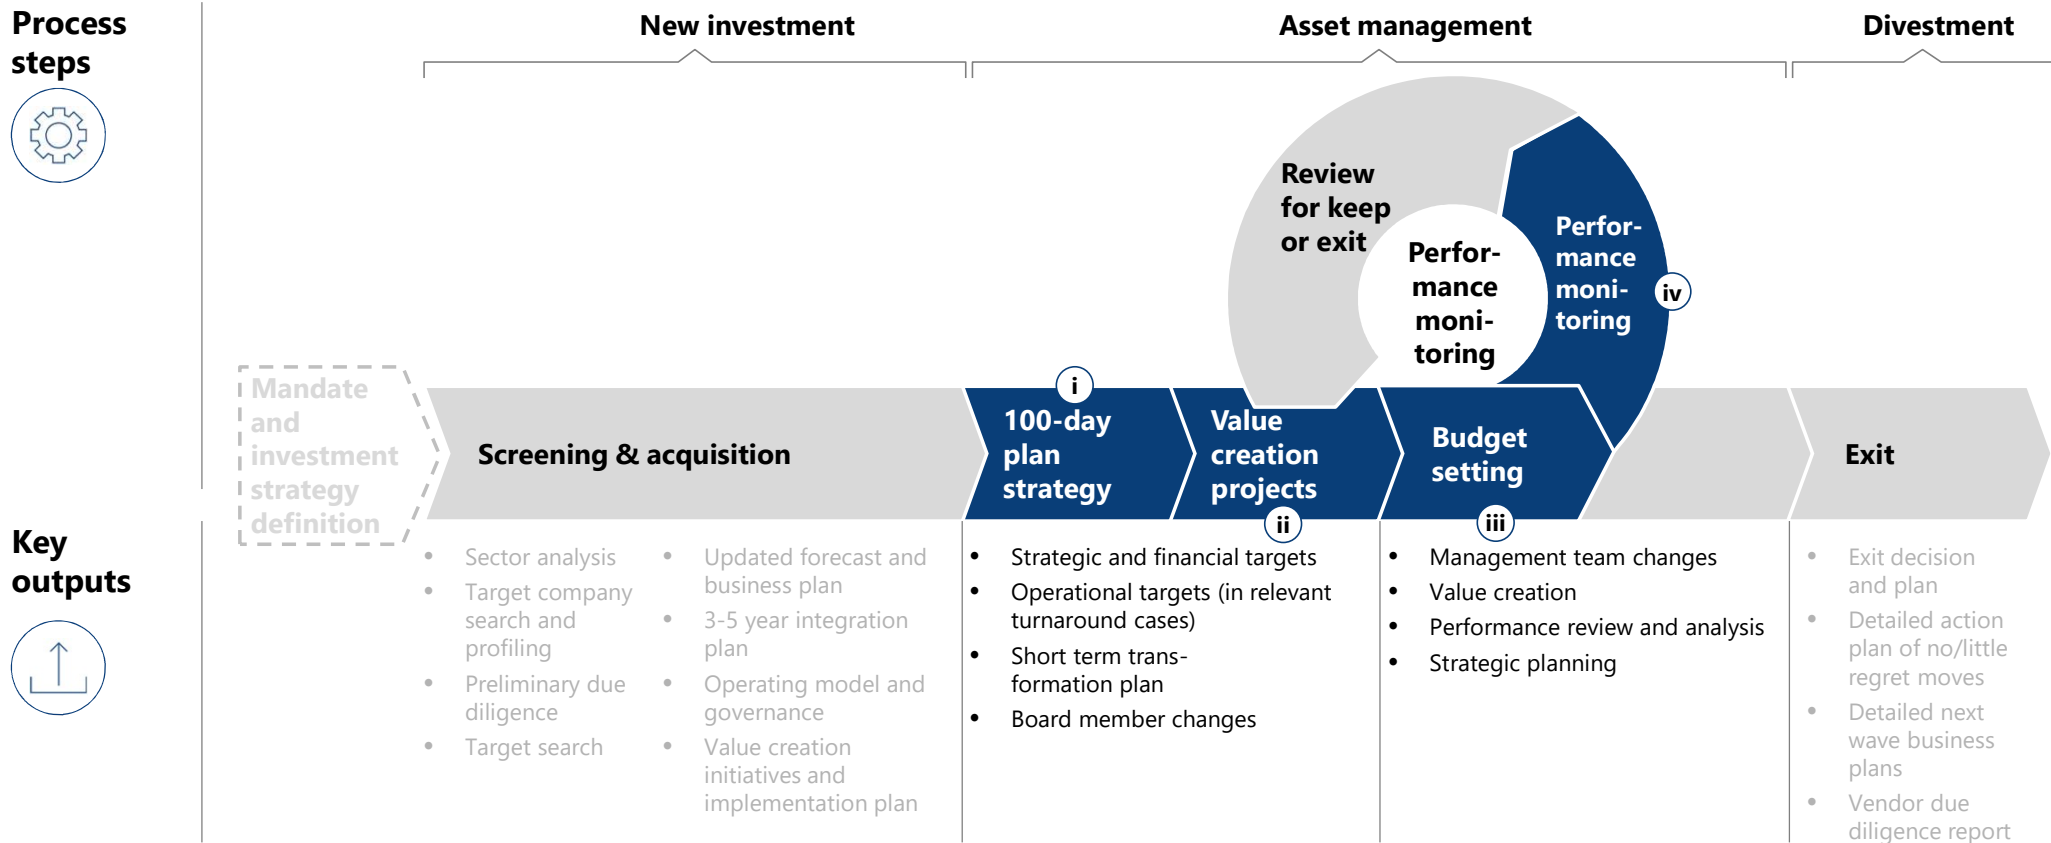 Process
steps
New investment
Asset management
Divestment
Review
for keep
or exit
Perfor-
mance
moni-
toring
Perfor-
mance
moni-
toring
iv
Mandate
and
investment
strategy
definition
Screening & acquisition
i
100-day
plan
strategy
Value
creation
projects
ii
Budget
setting
iii
Exit
Key
outputs
• Sector analysis
• Target company
search and
profiling
• Preliminary due
diligence
• Target search
• Updated forecast and
business plan
• 3-5 year integration
plan
• Operating model and
governance
• Value creation
initiatives and
implementation plan
• Strategic and financial targets
• Operational targets (in relevant
turnaround cases)
• Short term trans-
formation plan
• Board member changes
• Management team changes
• Value creation
• Performance review and analysis
• Strategic planning
• Exit decision
and plan
• Detailed action
plan of no/little
regret moves
• Detailed next
wave business
plans
• Vendor due
diligence report